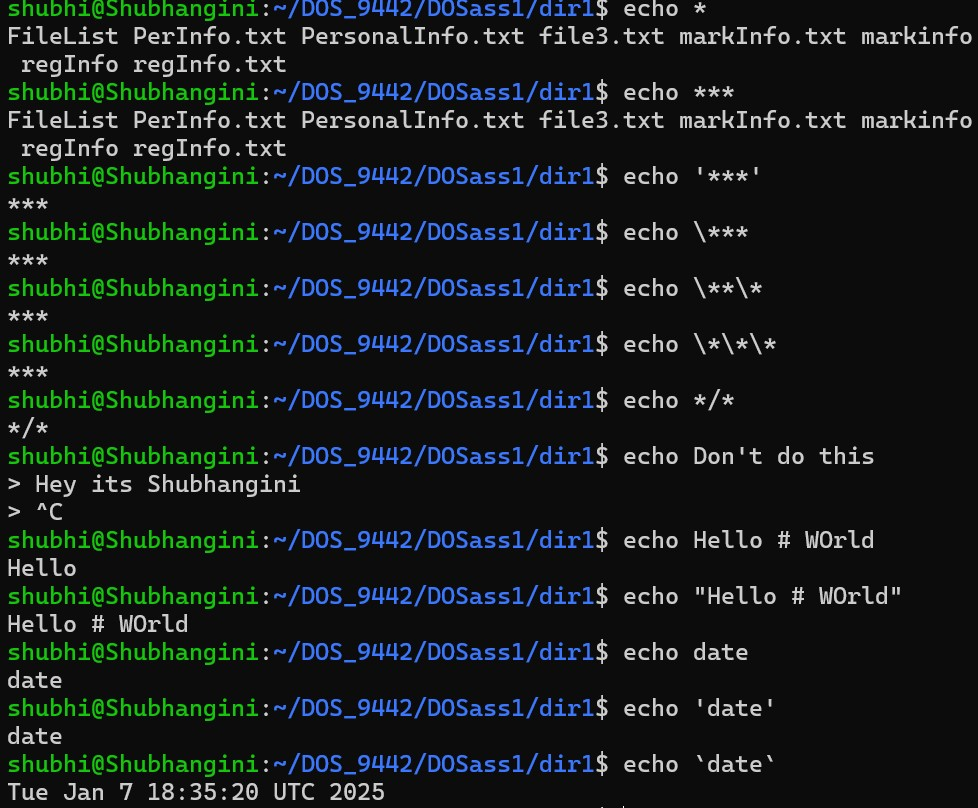 shubhi@Shubhangini:~/DOS_9442/DOSass1/dir1$ echo *
FileList PerInfo.txt PersonalInfo.txt file3.txt markInfo.txt markinfo
 regInfo regInfo.txt
shubhi@Shubhangini:~/DOS_9442/DOSass1/dir1$ echo ***
FileList PerInfo.txt PersonalInfo.txt file3.txt markInfo.txt markinfo
 regInfo regInfo.txt
shubhi@Shubhangini:~/DOS_9442/DOSass1/dir1$ echo '***'
***
shubhi@Shubhangini:~/DOS_9442/DOSass1/dir1$ echo \***
***
shubhi@Shubhangini:~/DOS_9442/DOSass1/dir1$ echo \**\*
***
shubhi@Shubhangini:~/DOS_9442/DOSass1/dir1$ echo \*\*\*
***
shubhi@Shubhangini:~/DOS_9442/DOSass1/dir1$ echo */*
*/*
shubhi@Shubhangini:~/DOS_9442/DOSass1/dir1$ echo Don't do this
> Hey its Shubhangini
> ^C
shubhi@Shubhangini:~/DOS_9442/DOSass1/dir1$ echo Hello # WOrld
Hello
shubhi@Shubhangini:~/DOS_9442/DOSass1/dir1$ echo "Hello # WOrld"
Hello # WOrld
shubhi@Shubhangini:~/DOS_9442/DOSass1/dir1$ echo date
date
shubhi@Shubhangini:~/DOS_9442/DOSass1/dir1$ echo 'date'
date
shubhi@Shubhangini:~/DOS_9442/DOSass1/dir1$ echo `date`
Tue Jan 7 18:35:20 UTC 2025